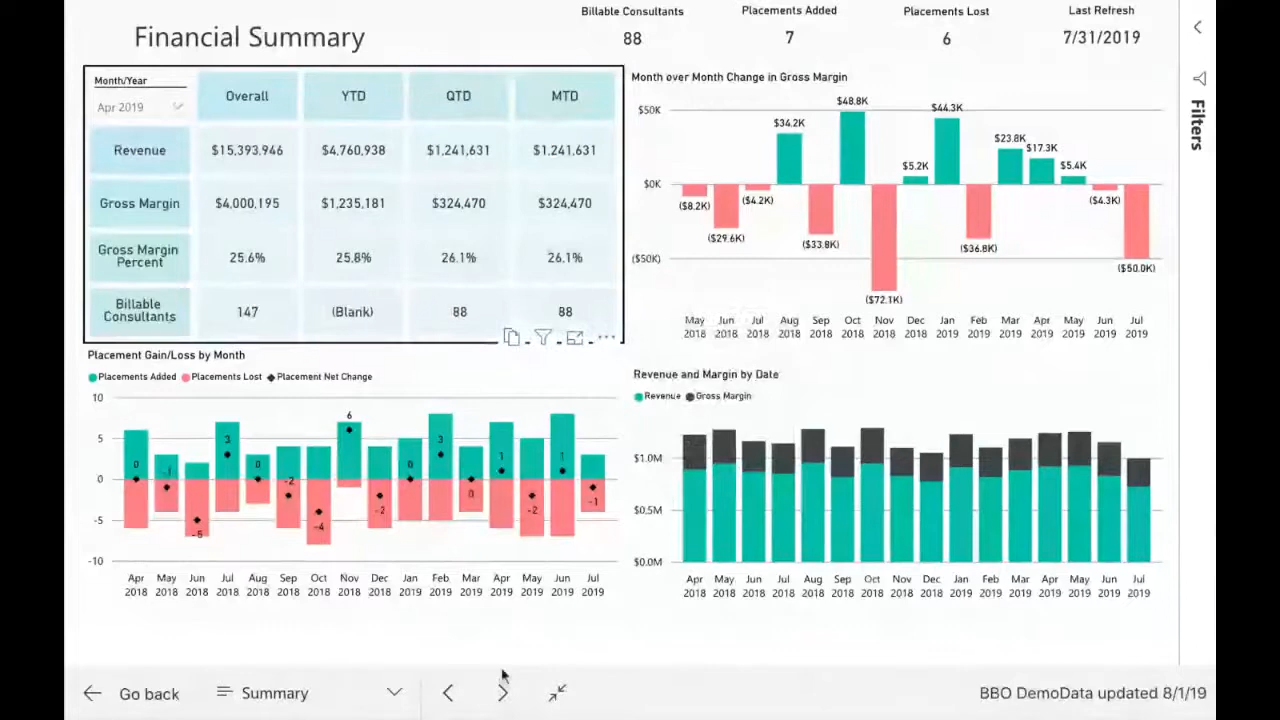 Financial Summary
Billable Consultants
88
Placements Added
7
Placements Lost
6
Last Refresh
7/31/2019
Filters
Month/Year
Apr 2019
Overall YTD QTD MTD
Revenue $15,393,946 $4,760,938 $1,241,631 $1,241,631
Gross Margin $4,000,195 $1,235,181 $324,470 $324,470
Gross Margin
Percent
25.6% 25.8% 26.1% 26.1%
Billable
Consultants
147 (Blank) 88 88
Month over Month Change in Gross Margin
$50K
$0K
($50K)
($8.2K) ($29.6K) ($4.2K) $34.2K ($33.8K) $48.8K ($72.1K) $5.2K $44.3K ($36.8K) $23.8K $17.3K $5.4K ($4.3K) ($50.0K)
May Jun Jul Aug Sep Oct Nov Dec Jan Feb Mar Apr May Jun Jul
2018 2018 2018 2018 2018 2018 2018 2018 2019 2019 2019 2019 2019 2019 2019
Placement Gain/Loss by Month
Placements Added Placements Lost Placement Net Change
10
5
0
-5
-10
0 -1 -5 3 0 -2 -4 6 -2 0 3 0 1 -2 1 -1
Apr May Jun Jul Aug Sep Oct Nov Dec Jan Feb Mar Apr May Jun Jul
2018 2018 2018 2018 2018 2018 2018 2018 2018 2019 2019 2019 2019 2019 2019 2019
Revenue and Margin by Date
Revenue Gross Margin
$1.0M
$0.5M
$0.0M
Apr May Jun Jul Aug Sep Oct Nov Dec Jan Feb Mar Apr May Jun Jul
2018 2018 2018 2018 2018 2018 2018 2018 2018 2019 2019 2019 2019 2019 2019 2019
Go back
Summary
BBO DemoData updated 8/1/19